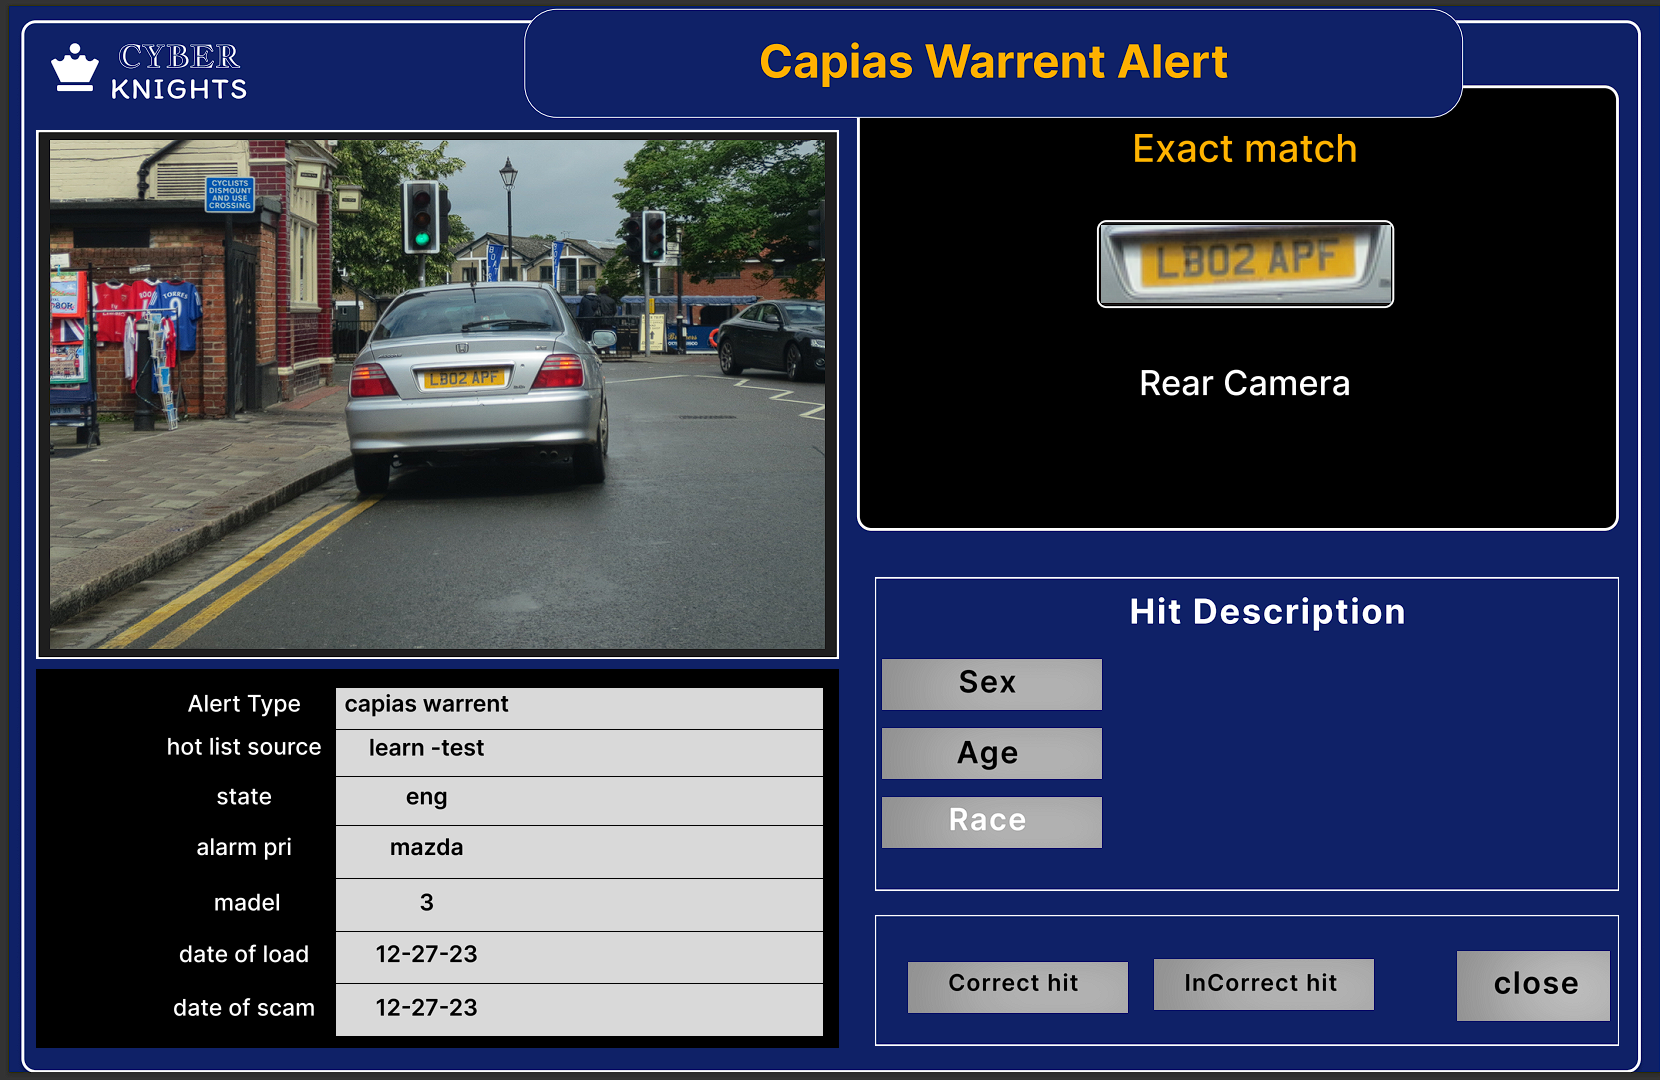 CYBER
KNIGHTS
Capias Warrent Alert
CYCLISTS
DISMOUNT
AND USE
CROSSING
TORRES
9
LB02 APF
Exact match
LB02 APF
Rear Camera
Alert Type capias warrent
hot list source learn -test
state eng
alarm pri mazda
madel 3
date of load 12-27-23
date of scam 12-27-23
Hit Description
Sex
Age
Race
Correct hit InCorrect hit close